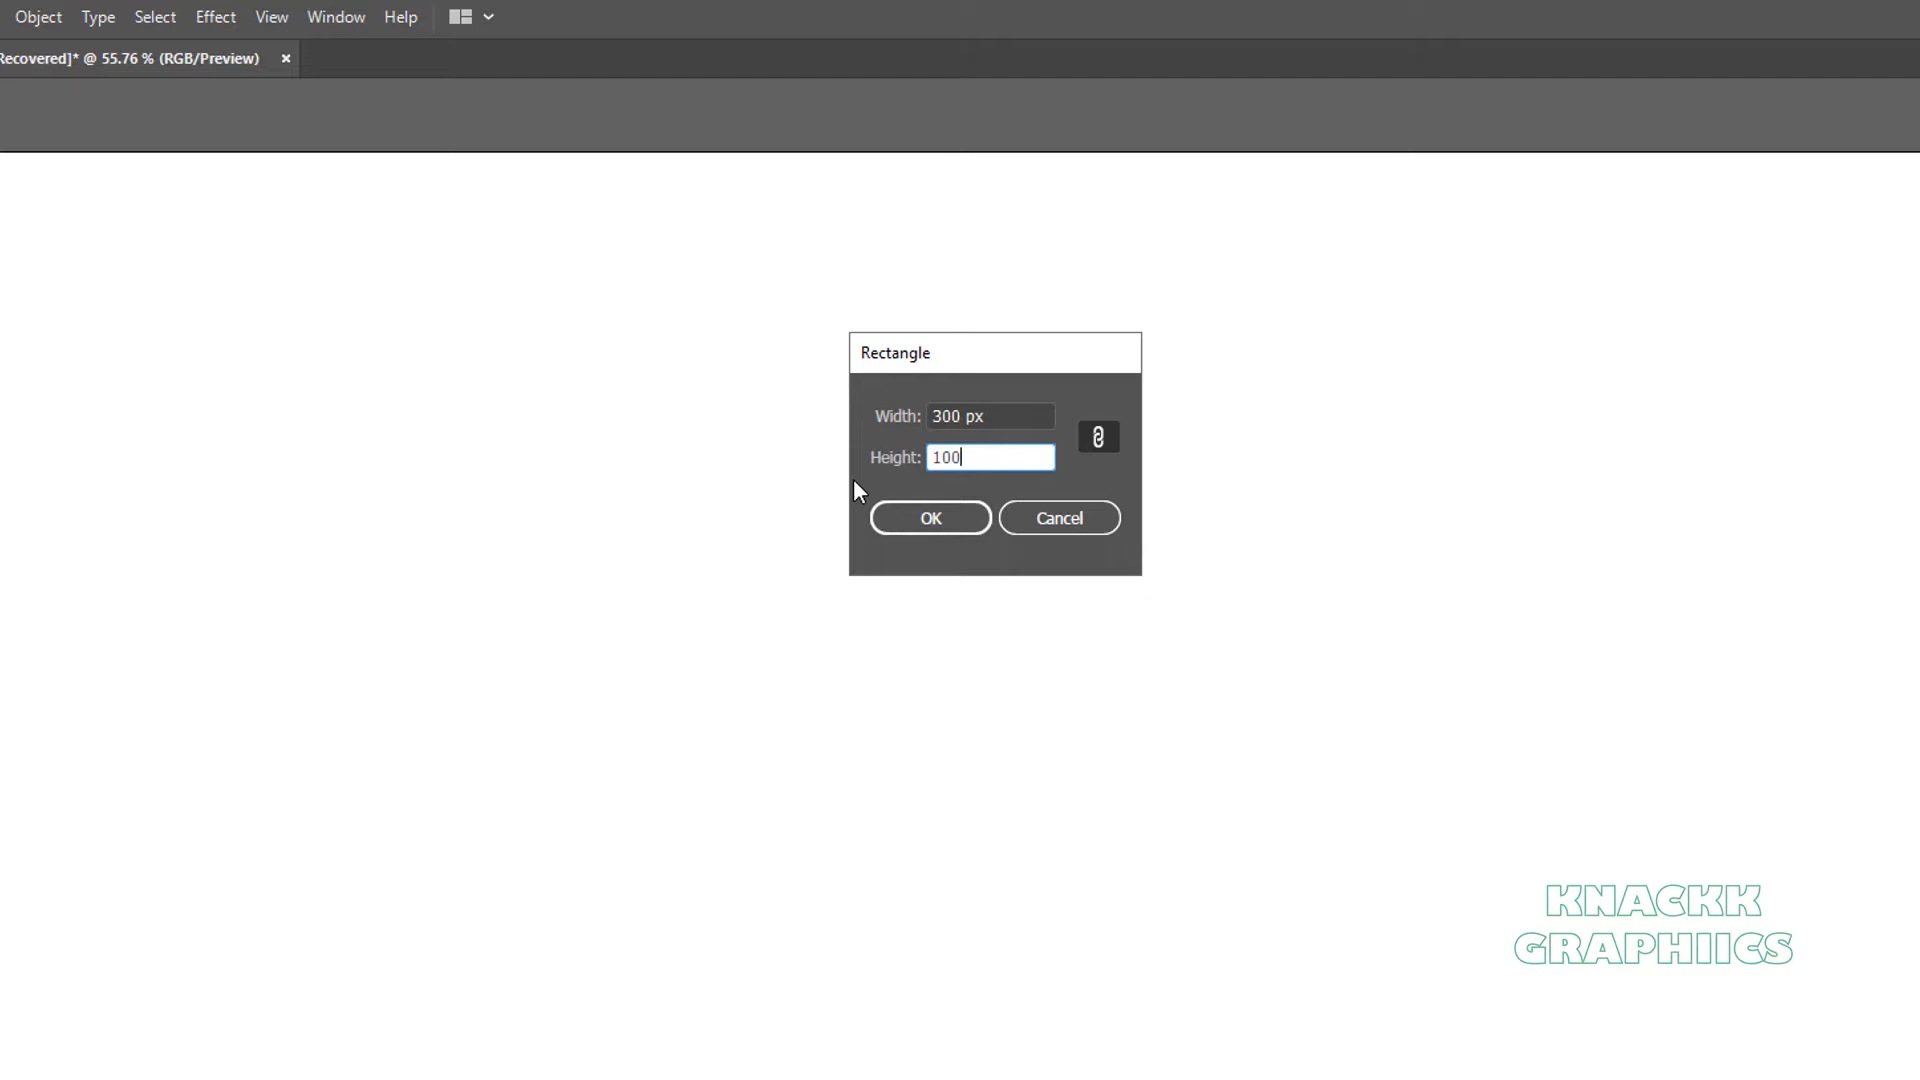 Object Type Select Effect View Window Help
Recovered]* @ 55.76 % (RGB/Preview) ×
Rectangle
Width: 300 px
Height: 100
OK Cancel
KNACKK
GRAPHIICS